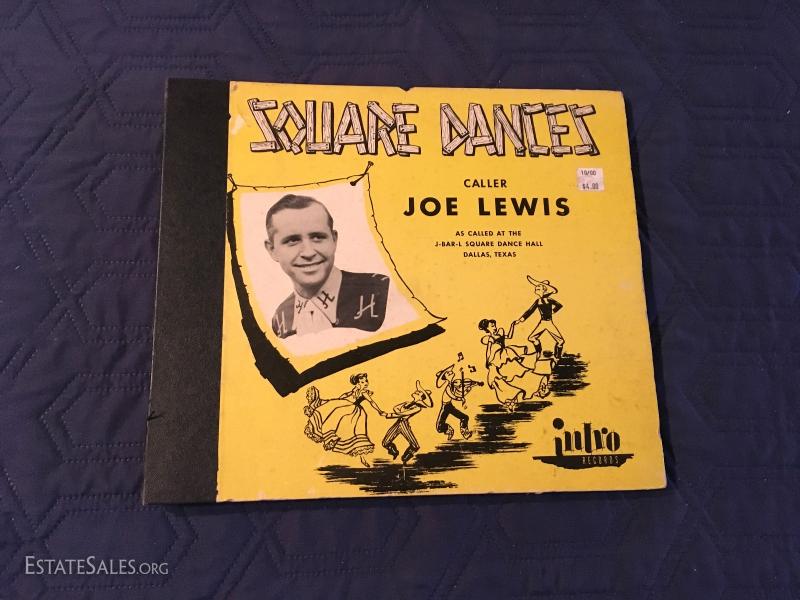 SQUARE DANCES
CALLER
JOE LEWIS
AS CALLED AT THE
J-BAR-L SQUARE DANCE HALL
DALLAS, TEXAS
10/00
$4.00
intro
RECORDS
ESTATESALES.ORG